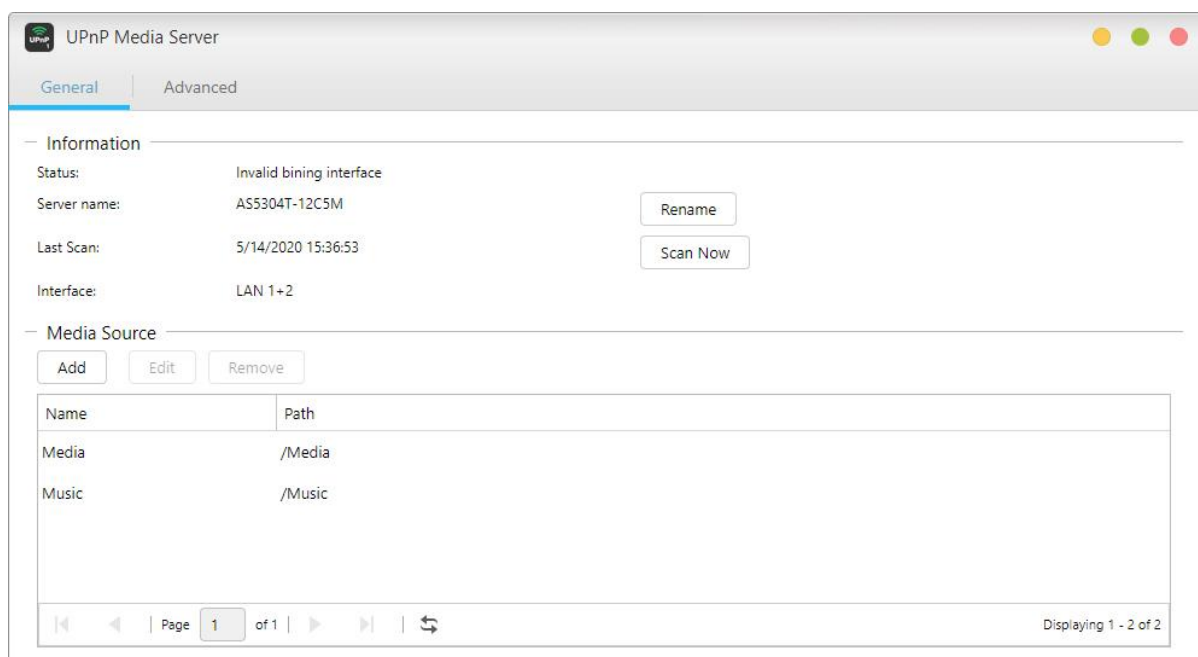 UPnP Media Server
General Advanced
Information
Status: Invalid bining interface
Server name: AS5304T-12C5M Rename
Last Scan: 5/14/2020 15:36:53 Scan Now
Interface: LAN 1+2
Media Source
Add Edit Remove
Name Path
Media /Media
Music /Music
Page 1 of 1 Displaying 1 - 2 of 2